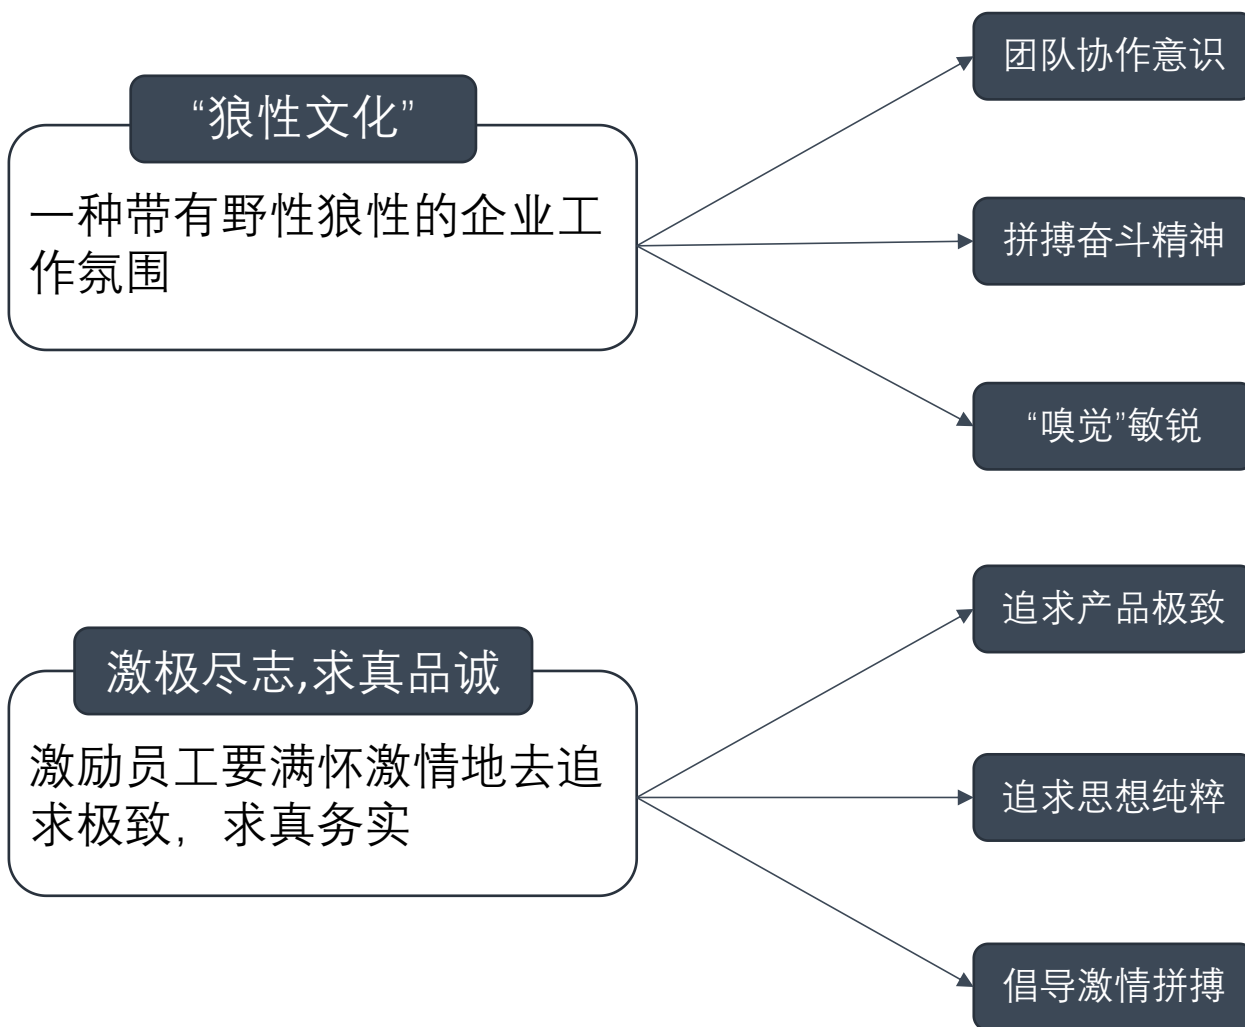 “狼性文化”
一种带有野性狼性的企业工
作氛围
团队协作意识
拼搏奋斗精神
“嗅觉”敏锐
激极尽志,求真品诚
激励员工要满怀激情地去追
求极致，求真务实
追求产品极致
追求思想纯粹
倡导激情拼搏